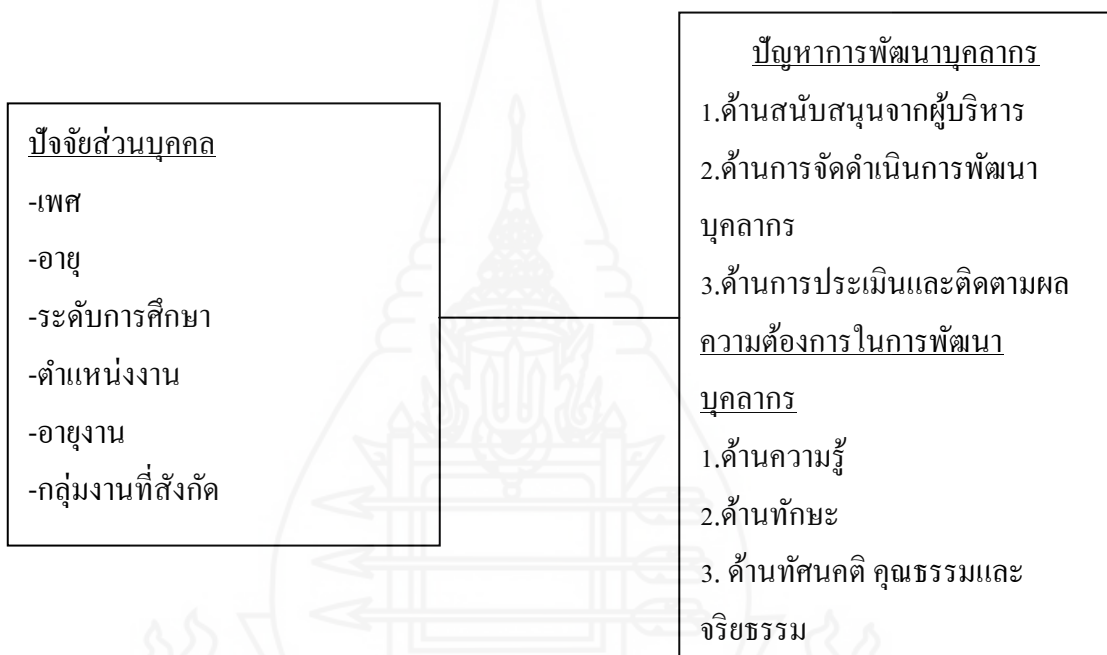 ปัจจัยส่วนบุคคล
-เพศ
-อายุ
-ระดับการศึกษา
-ตำแหน่งงาน
-อายุงาน
-กลุ่มงานที่สังกัด
ปัญหาการพัฒนาบุคลากร
1.ด้านสนับสนุนจากผู้บริหาร
2.ด้านการจัดดำเนินการพัฒนา
บุคลากร
3.ด้านการประเมินและติดตามผล
ความต้องการในการพัฒนา
บุคลากร
1.ด้านความรู้
2.ด้านทักษะ
3. ด้านทัศนคติ คุณธรรมและ
จริยธรรม